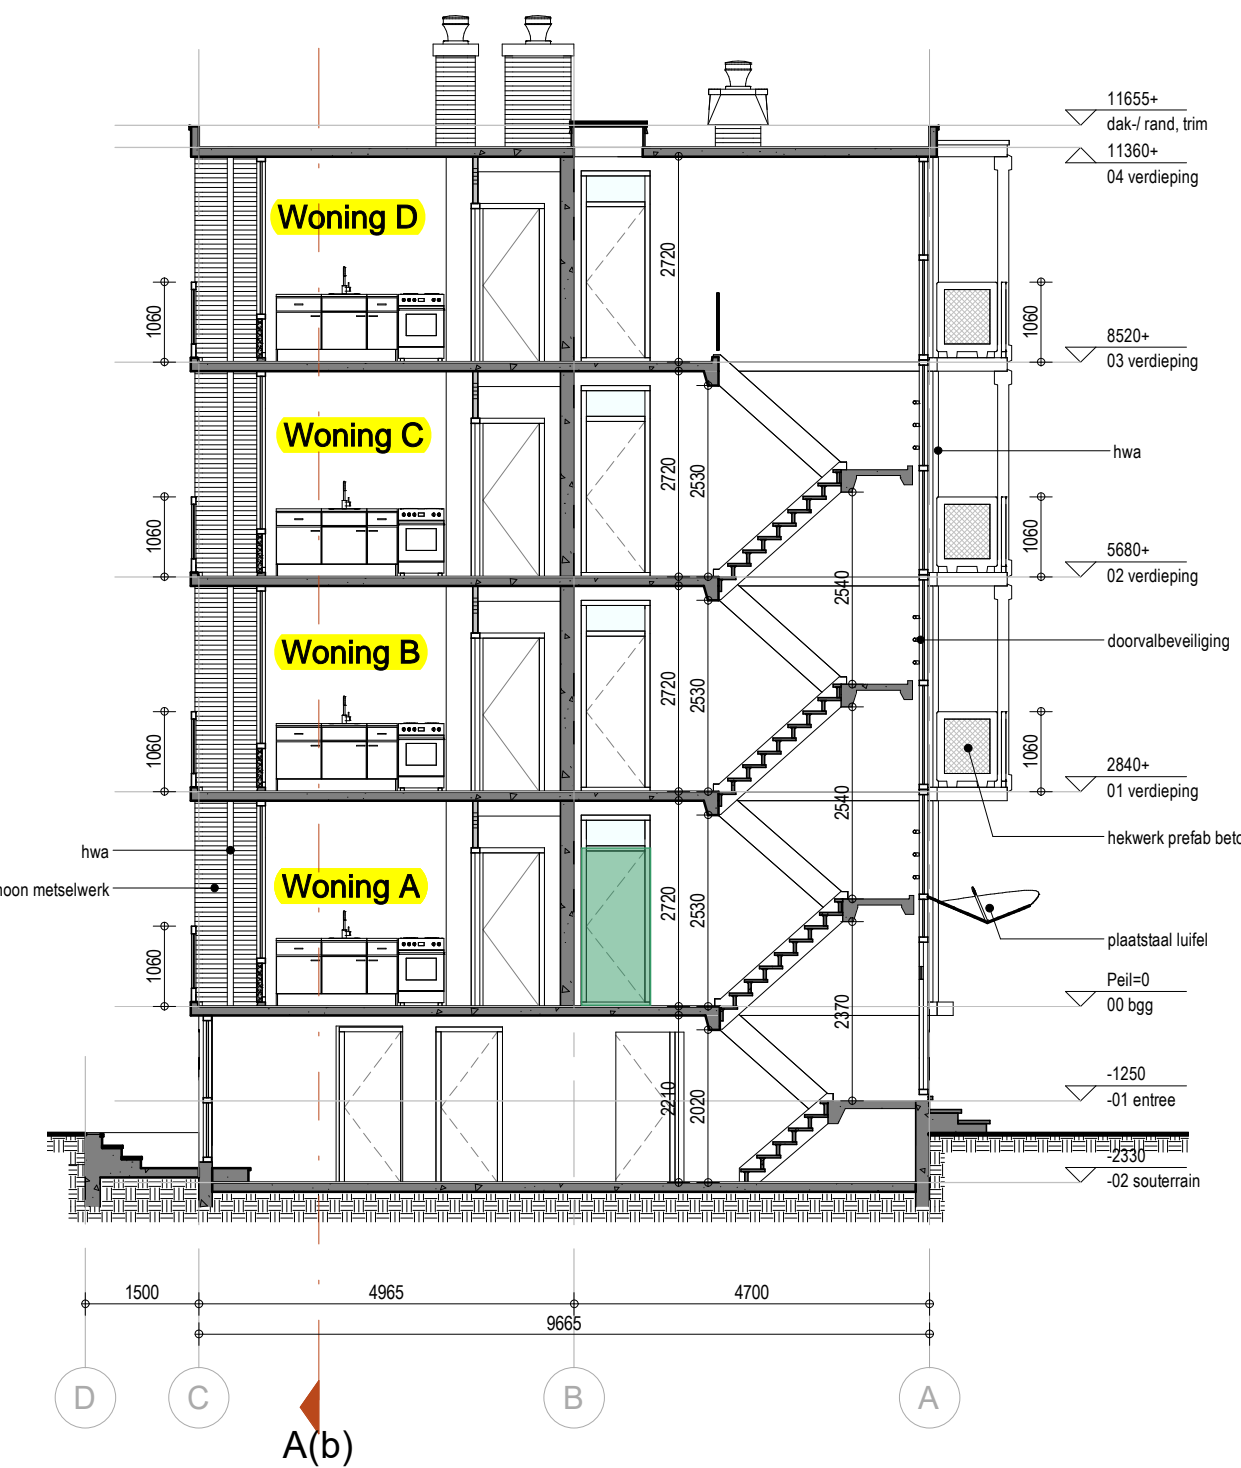 11655+
dak-/ rand, trim
11360+
04 verdieping
Woning D
2720
1060
1060
8520+
03 verdieping
Woning C
hwa
2720
2530
1060
1060
5680+
02 verdieping
2540
Woning B
doorvalbeveiliging
2720
2530
1060
1060
2840+
01 verdieping
2540
hekwerk prefab beto
hwa
Woning A
hoon metselwerk
2720
2530
1060
plaatstaal luifel
Peil=0
00 bgg
2370
-1250
-01 entree
2210
2020
-2330
-02 souterrain
1500
4965
4700
9665
D
C
B
A
A(b)